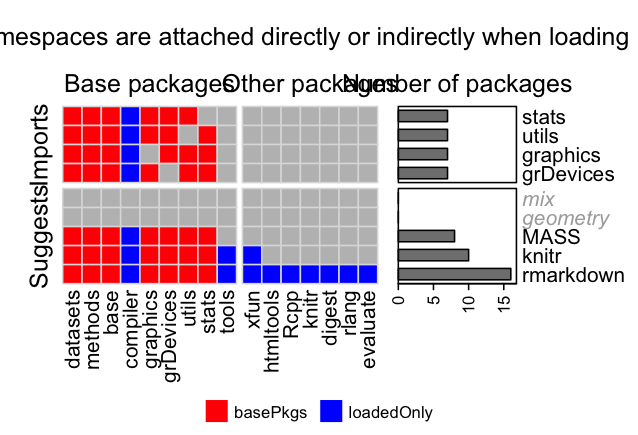 mespaces are attached directly or indirectly when loading
Base packages Other packages Number of packages
Imports
Suggests
stats
utils
graphics
grDevices
mix
geometry
MASS
knitr
rmarkdown
0 5 10 15
datasets
methods
base
compiler
graphics
grDevices
utils
stats
tools
xfun
htmltools
Rcpp
knitr
digest
rlang
evaluate
basePkgs loadedOnly